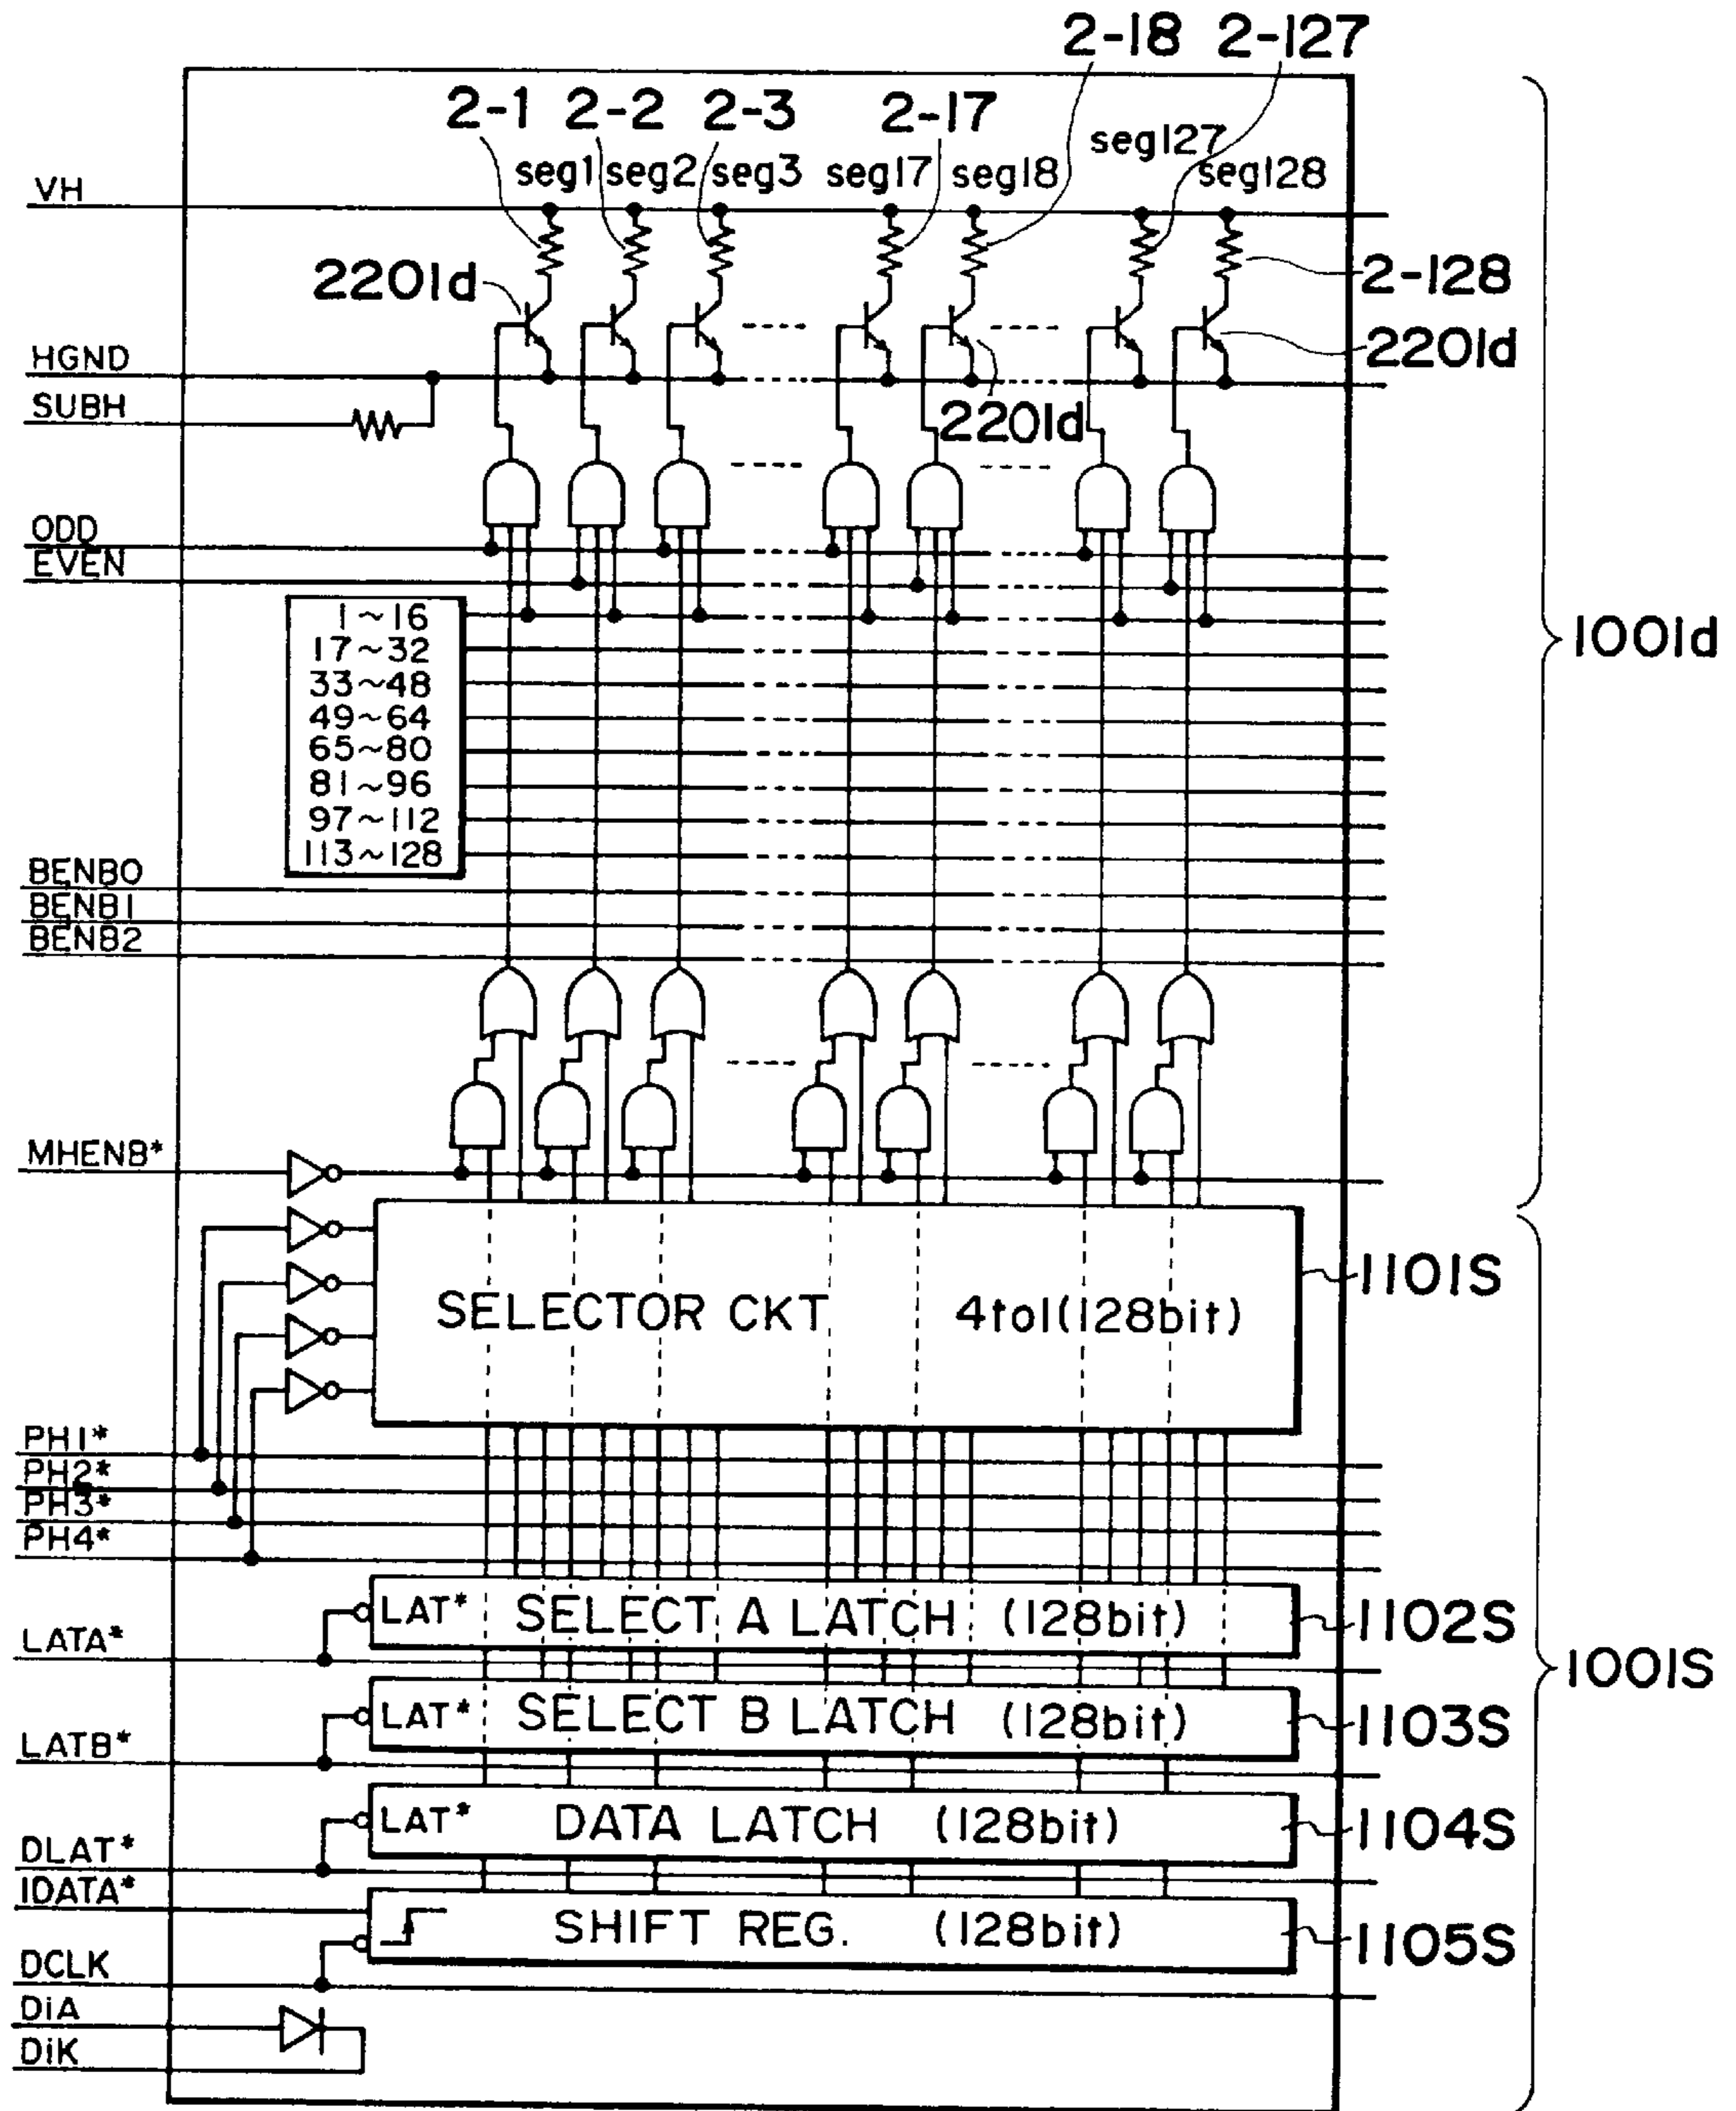 2-18 2-127
2-1 2-2 2-3 2-17
seg127
seg1 seg2 seg3 seg17 seg18 seg128
VH
2-128
2201d
2201d
HGND
SUBH
2201d
ODD
EVEN
1~16
17~32
33~48
49~64
65~80
81~96
97~112
113~128
1001d
BENB0
BENB1
BENB2
MHENB*
1101S
SELECTOR CKT 4to1(128bit)
PH1*
PH2*
PH3*
PH4*
LAT* SELECT A LATCH (128bit) 1102S
LATA*
1001S
LAT* SELECT B LATCH (128bit) 1103S
LATB*
LAT* DATA LATCH (128bit) 1104S
DLAT*
IDATA*
SHIFT REG. (128bit) 1105S
DCLK
DiA
DiK